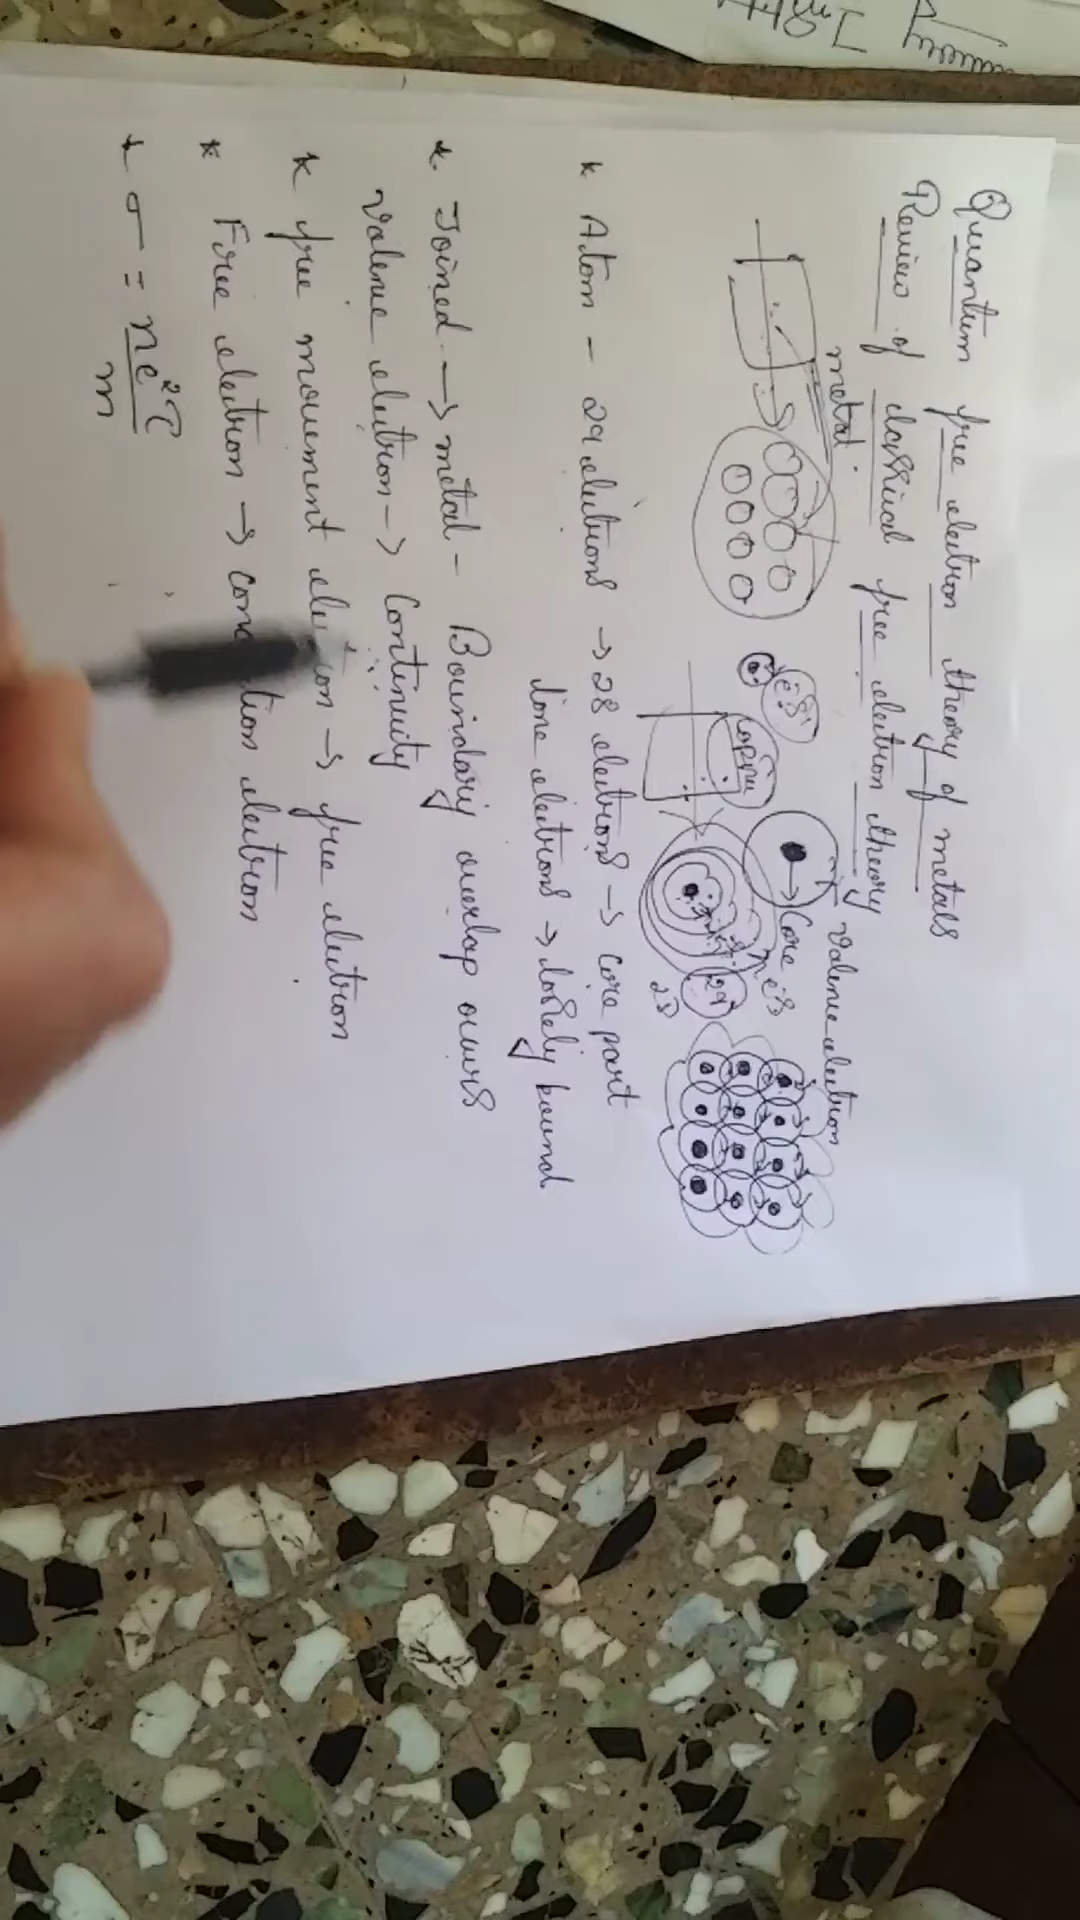 Quantum free electron theory of metals
Review of classical free electron theory
metal.
valence electron
core
e's
copper
29
28
* Atom - 29 electrons → 28 electrons → core part
lone electrons → loosely bound
* Joined → metal - Boundary overlap occurs
valence electron → continuity
* free movement electron → free electron
* Free electron → conduction electron
* σ = ne²τ
m